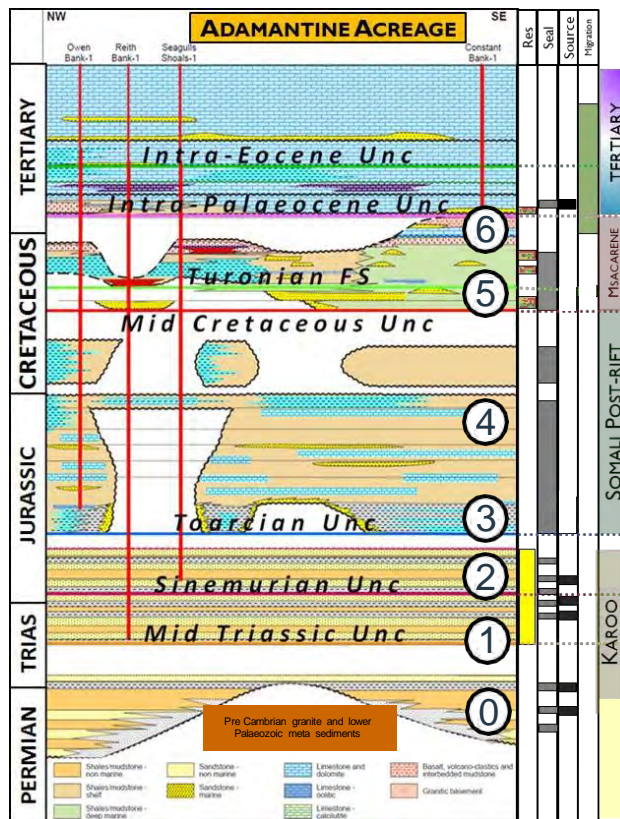 NW
ADAMANTINE ACREAGE
SE
Owen
Bank-1
Reith
Bank-1
Seagulls
Shoals-1
Constant
Bank-1
Res
Seal
Source
Migration
TERTIARY
CRETACEOUS
JURASSIC
TRIAS
PERMIAN
Intra-Eocene Unc
Intra-Palaeocene Unc
6
Turonian FS
5
Mid Cretaceous Unc
4
Toarcian Unc
3
Sinemurian Unc
2
Mid Triassic Unc
1
0
Pre Cambrian granite and lower
Palaeozoic meta sediments
TERTIARY
MSACARENE
SOMALI POST-RIFT
KAROO
Shales/mudstone -
non marine
Shales/mudstone -
shelf
Shales/mudstone -
deep marine
Sandstone -
non marine
Sandstone -
marine
Limestone and
dolomite
Limestone -
oolitic
Limestone -
calcilutite
Basalt, volcano-clastics and
interbedded mudstone
Granitic basement